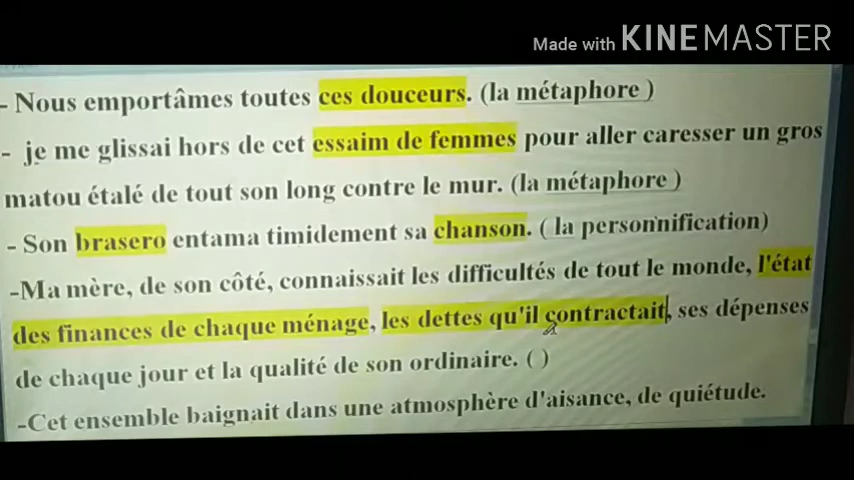 Made with KINEMASTER
- Nous emportâmes toutes ces douceurs. (la métaphore )
- je me glissai hors de cet essaim de femmes pour aller caresser un gros
matou étalé de tout son long contre le mur. (la métaphore )
- Son brasero entama timidement sa chanson. ( la personnification)
-Ma mère, de son côté, connaissait les difficultés de tout le monde, l'état
des finances de chaque ménage, les dettes qu'il contractait, ses dépenses
de chaque jour et la qualité de son ordinaire. ( )
-Cet ensemble baignait dans une atmosphère d'aisance, de quiétude.